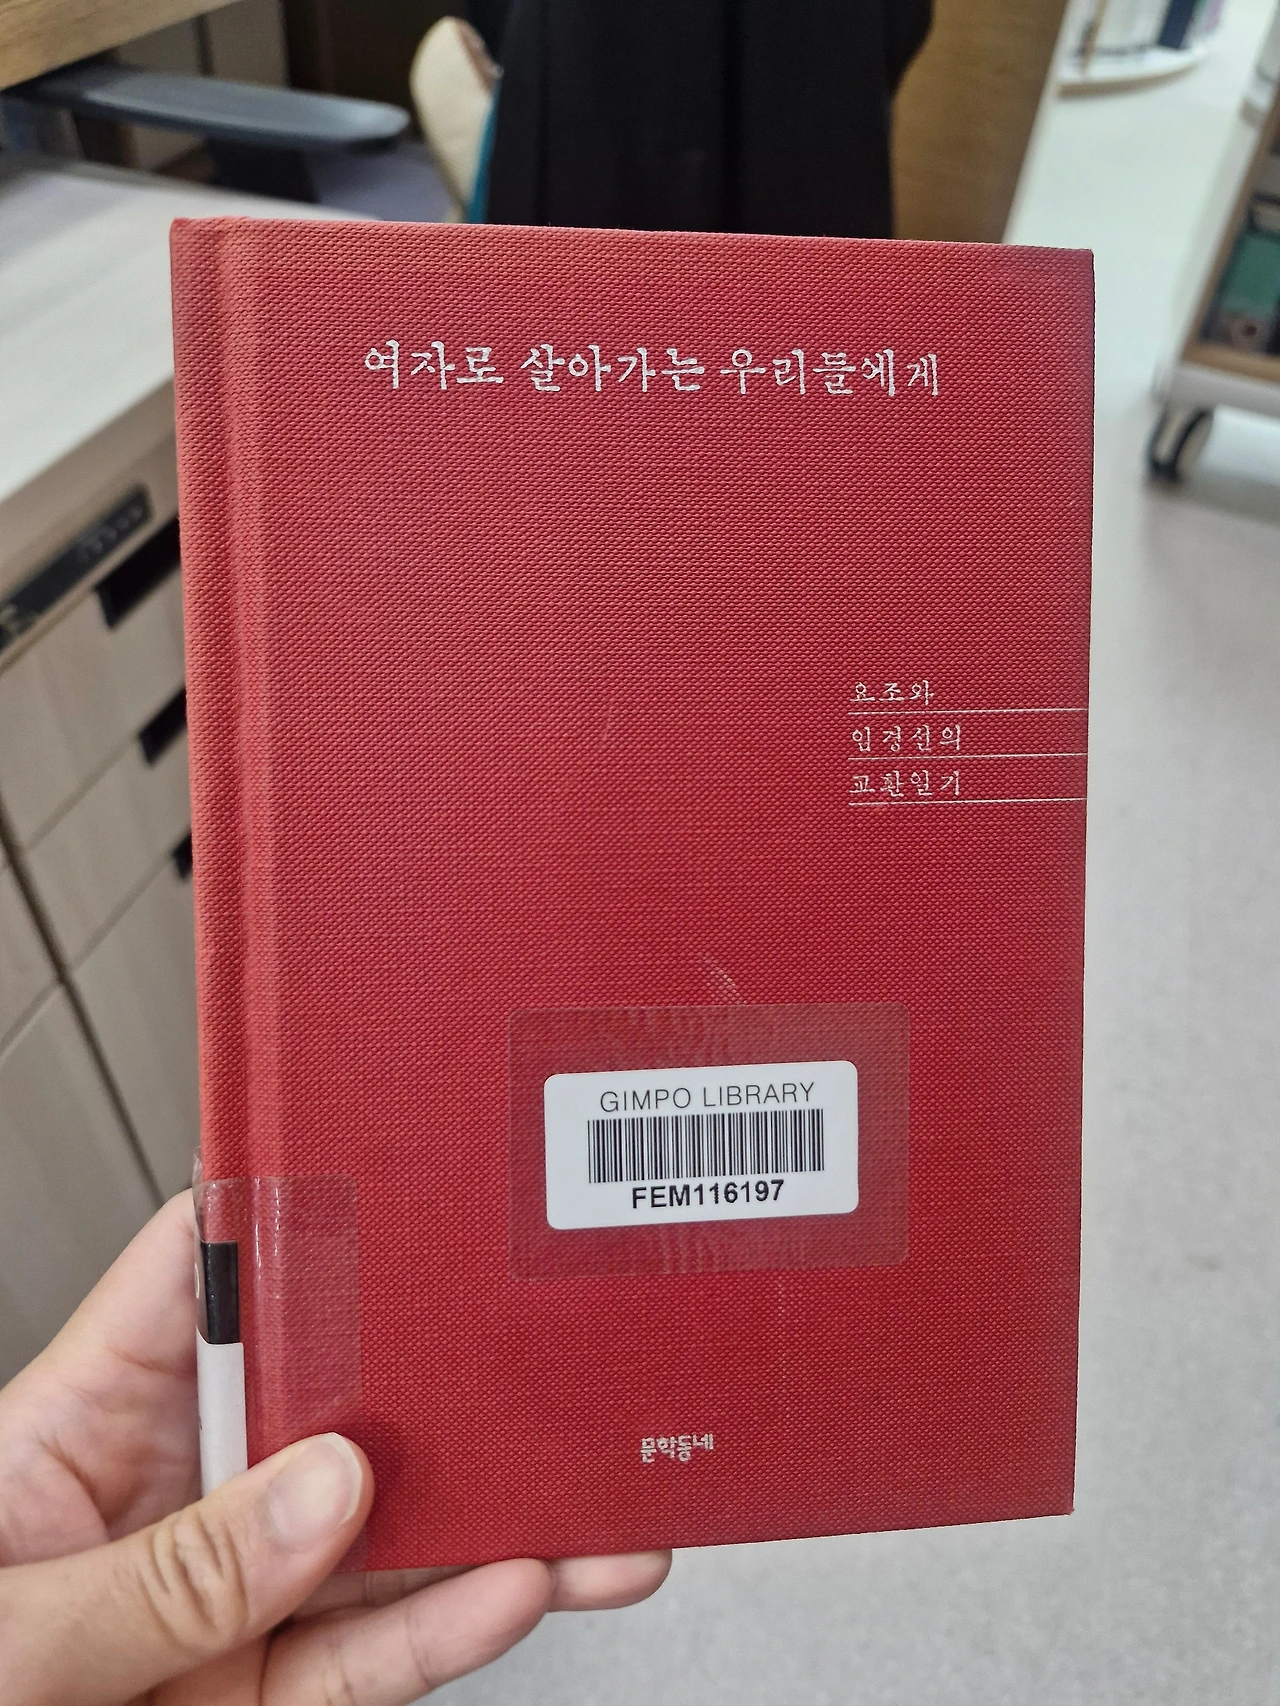 여자로 살아가는 우리들에게
요조와
임경선의
교환일기
GIMPO LIBRARY
FEM116197
문학동네